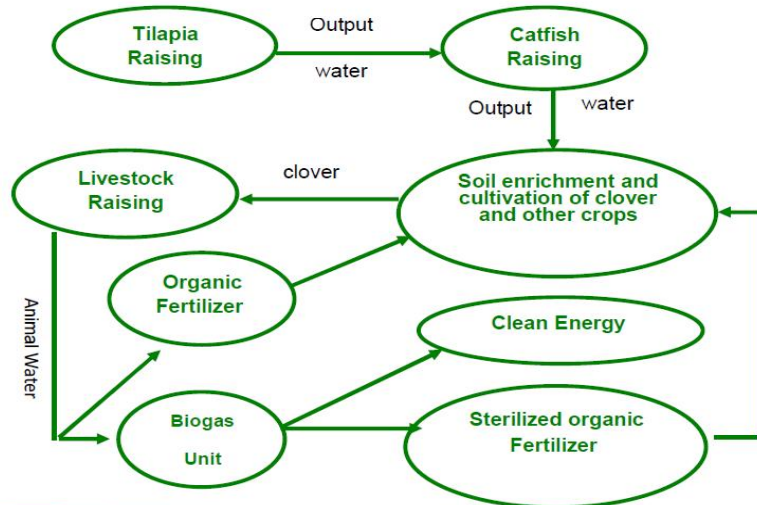 Tilapia
Raising
Output
water
Catfish
Raising
Output
water
Livestock
Raising
clover
Soil enrichment and
cultivation of clover
and other crops
Organic
Fertilizer
Clean Energy
Animal Water
Biogas
Unit
Sterilized organic
Fertilizer